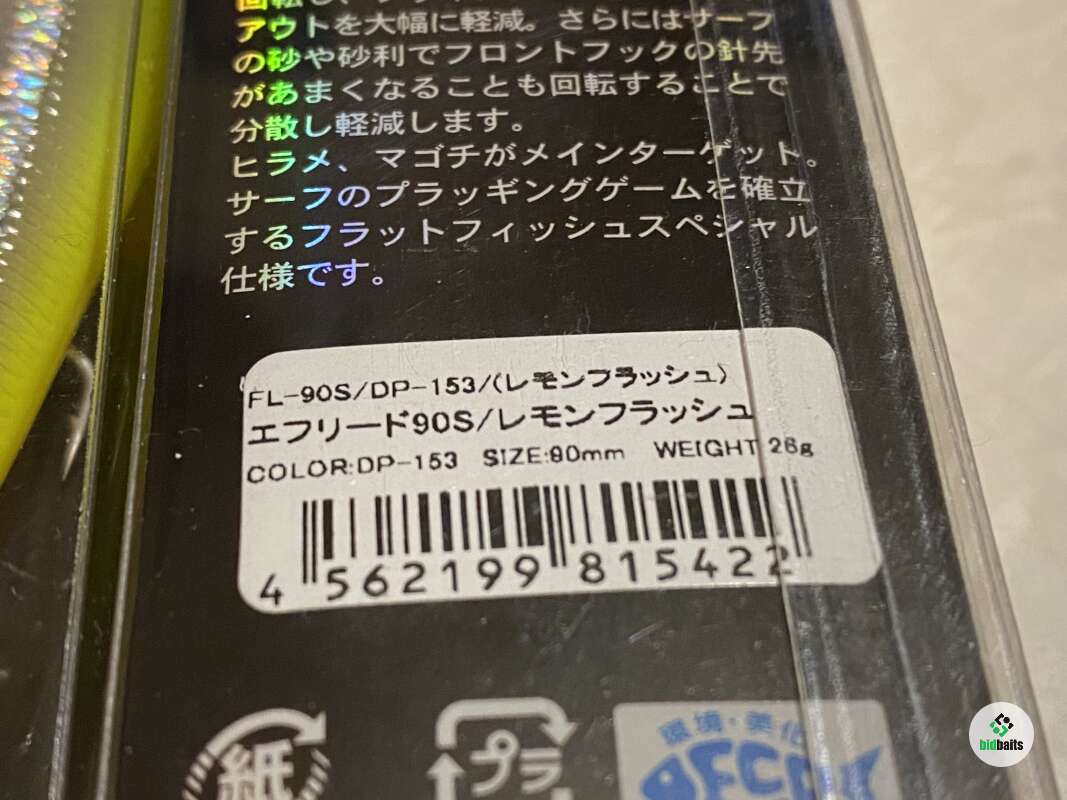 アウトを大幅に軽減。さらにはサーフ
の砂や砂利でフロントフックの針先
があまくなることも回転することで
分散し軽減します。
ヒラメ、マゴチがメインターゲット。
サーフのプラッギングゲームを確立
するフラットフィッシュスペシャル
仕様です。
FL-90S/DP-153/(レモンフラッシュ)
エフリード90S/レモンフラッシュ
COLOR:DP-153 SIZE:90mm WEIGHT 26g
4 562199 815422
環境・美化
紙
プラ
bidbaits